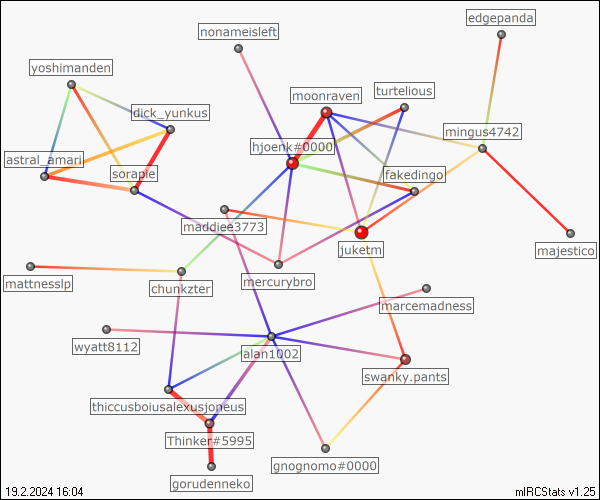 edgepanda
nonameisleft
yoshimanden
moonraven
turtelious
dick_yunkus
mingus4742
hjoenk#0000
astral_amari
sorapie
fakedingo
maddiee3773
juketm
majestico
mattnesslp
chunkzter
mercurybro
marcemadness
wyatt8112
alan1002
swanky.pants
thiccusboiusalexusjoneus
Thinker#5995
gnognomo#0000
gorudenneko
19.2.2024 16:04
mIRCStats v1.25